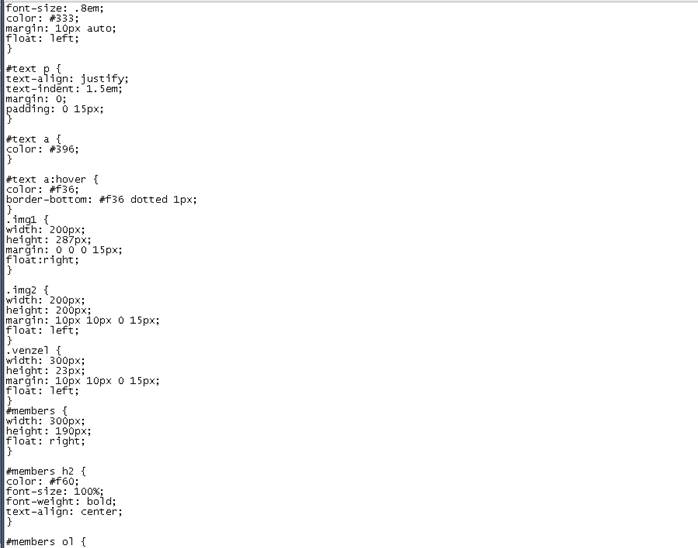 font-size: .8em;
color: #333;
margin: 10px auto;
float: left;
}
#text p {
text-align: justify;
text-indent: 1.5em;
margin: 0;
padding: 0 15px;
}
#text a {
color: #396;
}
#text a:hover {
color: #f36;
border-bottom: #f36 dotted 1px;
}
.img1 {
width: 200px;
height: 287px;
margin: 0 0 0 15px;
float:right;
}
.img2 {
width: 200px;
height: 200px;
margin: 10px 10px 0 15px;
float: left;
}
.venzel {
width: 300px;
height: 23px;
margin: 10px 10px 0 15px;
float: left;
}
#members {
width: 300px;
height: 190px;
float: right;
}
#members h2 {
color: #f60;
font-size: 100%;
font-weight: bold;
text-align: center;
}
#members ol {